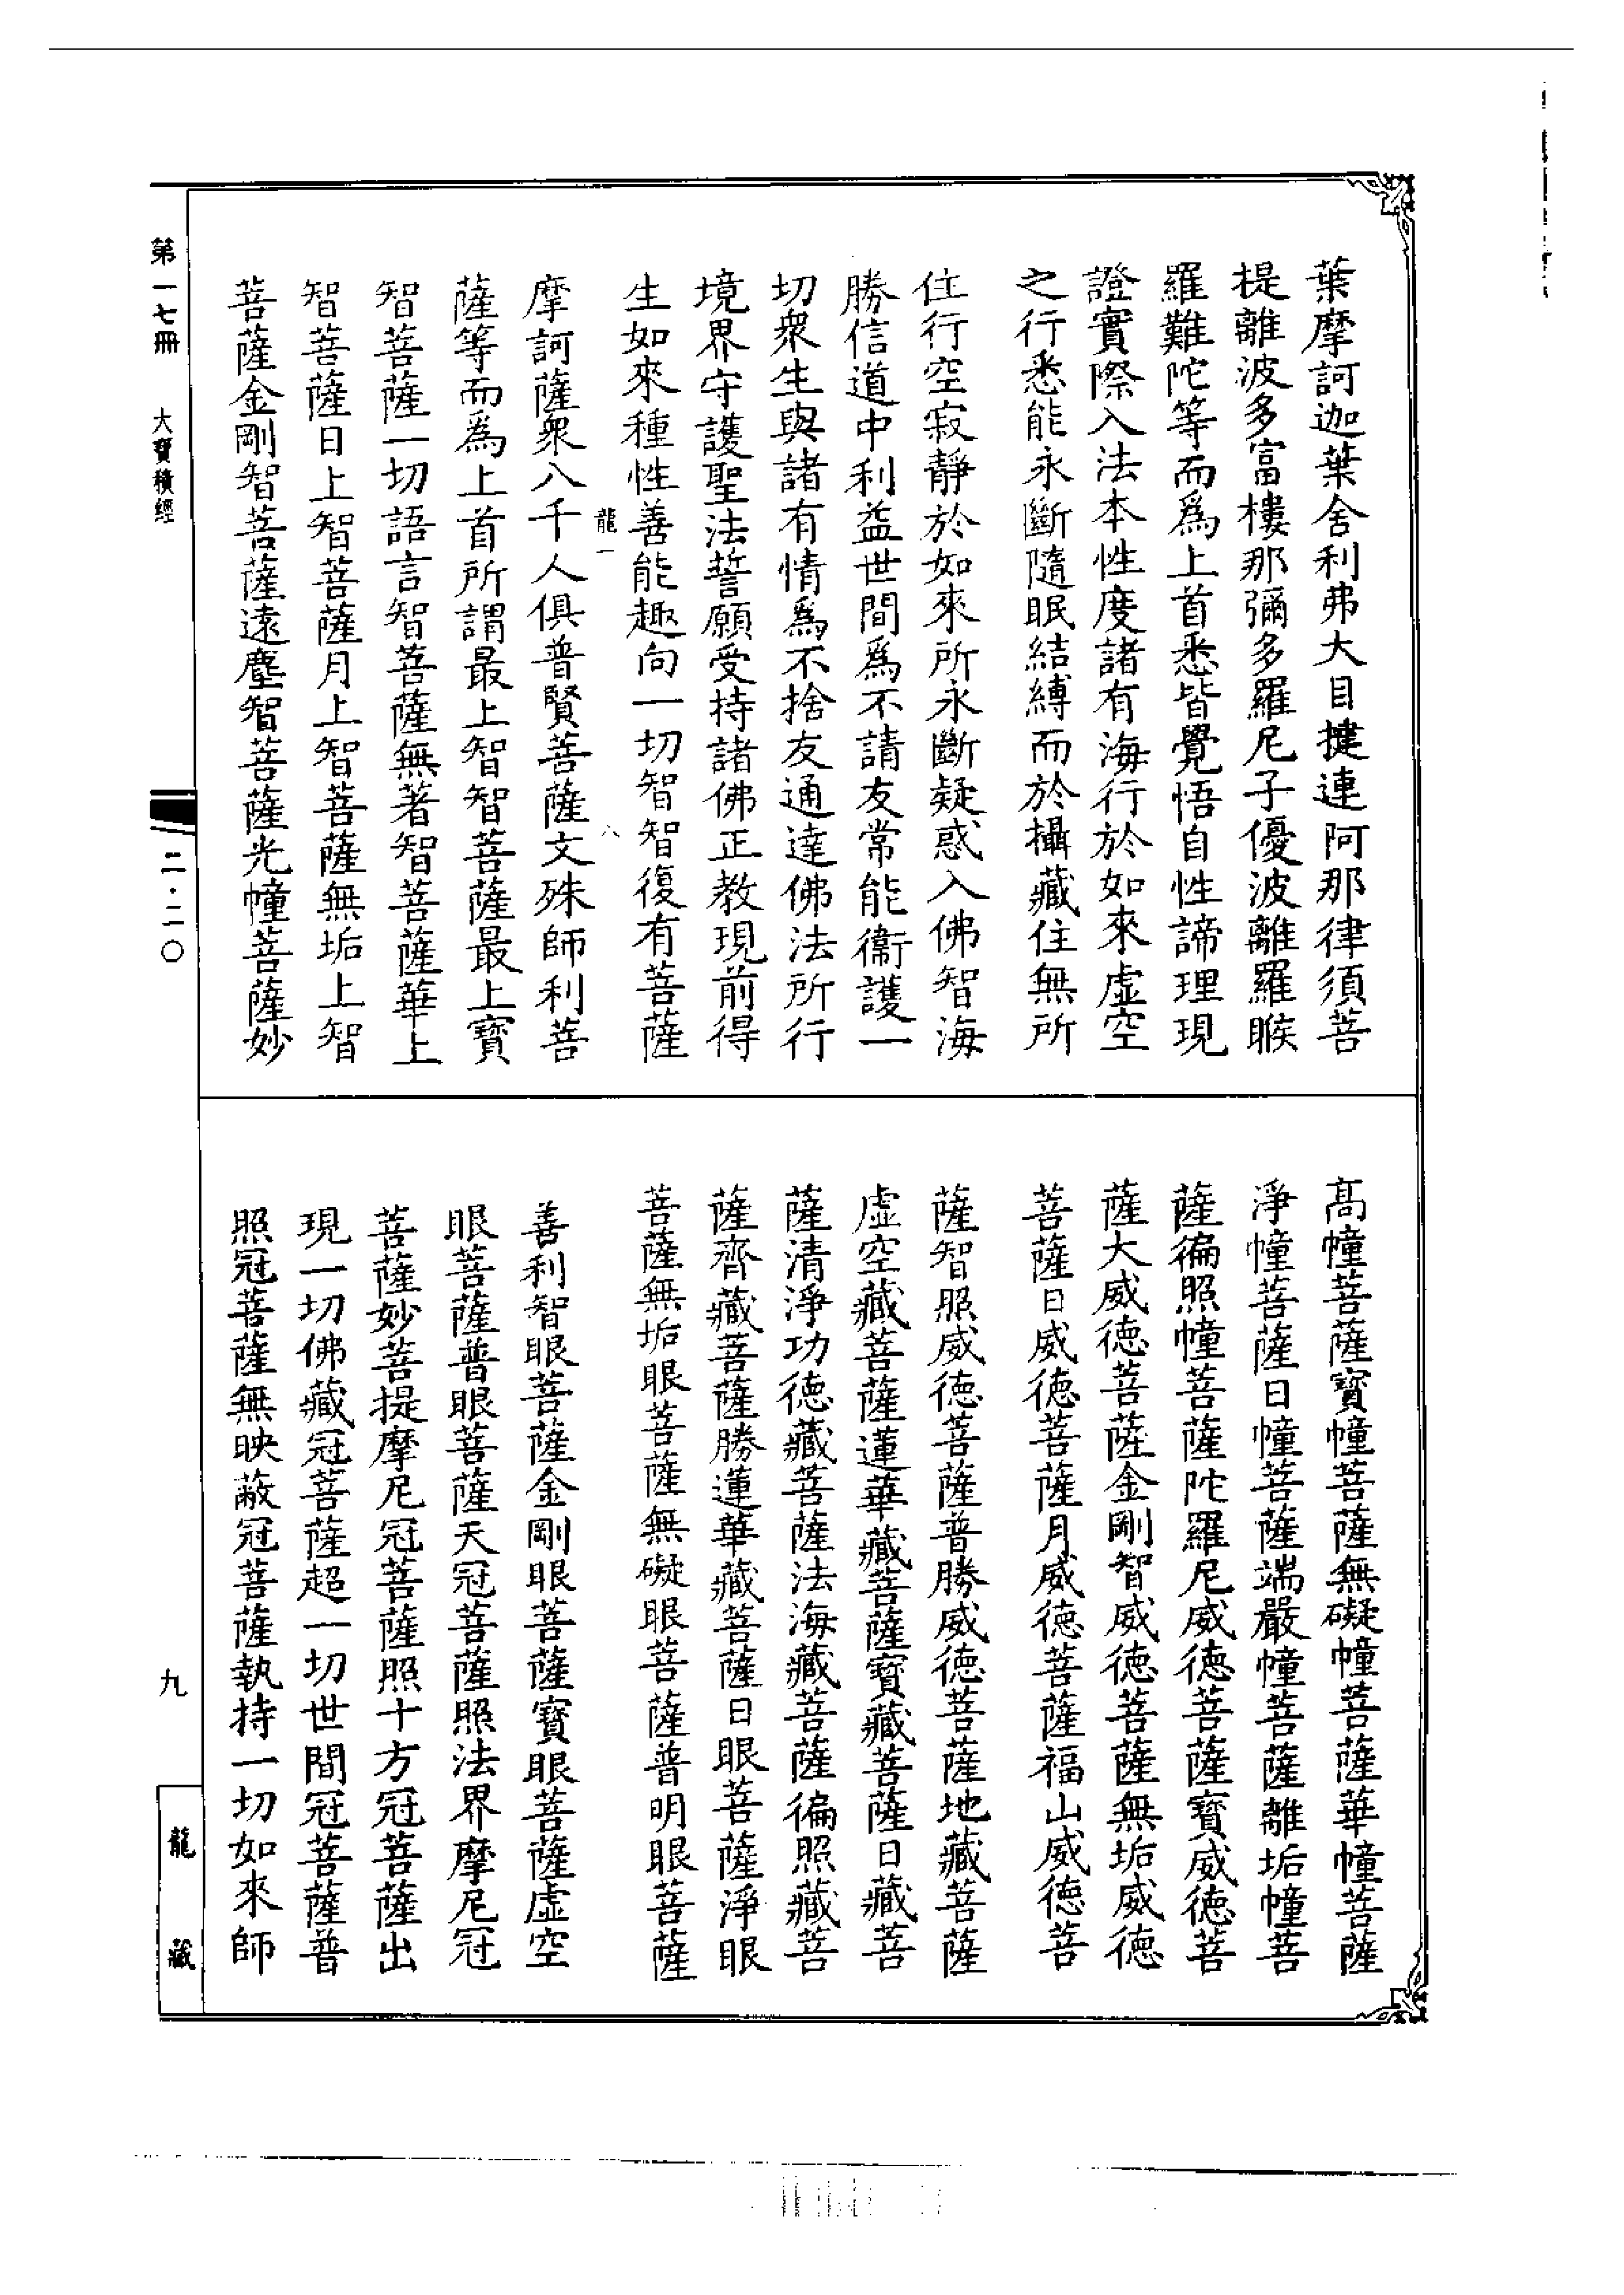 葉摩訶迦葉舍利弗大目揵連阿那律須菩
提離波多富樓那彌多羅尼子優波離羅睺
羅難陀等而爲上首悉皆覺悟自性諦理現
證實際入法本性度諸有海行於如來虛空
之行悉能永斷隨眠結縛而於攝藏住無所
住行空寂靜於如來所永斷疑惑入佛智海
勝信道中利益世間爲不請友常能衞護一
切衆生與諸有情爲不捨友通達佛法所行
境界守護聖法誓願受持諸佛正教現前得
生如來種性善能趣向一切智智復有菩薩
龍一
八
摩訶薩衆八千人俱普賢菩薩文殊師利菩
薩等而爲上首所謂最上智智菩薩最上寶
智菩薩一切語言智菩薩無著智菩薩華上
智菩薩日上智菩薩月上智菩薩無垢上智
菩薩金剛智菩薩遠塵智菩薩光幢菩薩妙
高幢菩薩寶幢菩薩無礙幢菩薩華幢菩薩
淨幢菩薩日幢菩薩端嚴幢菩薩離垢幢菩
薩徧照幢菩薩陀羅尼威德菩薩寶威德菩
薩大威德菩薩金剛智威德菩薩無垢威德
菩薩日威德菩薩月威德菩薩福山威德菩
薩智照威德菩薩普勝威德菩薩地藏菩薩
虛空藏菩薩蓮華藏菩薩寶藏菩薩日藏菩
薩清淨功德藏菩薩法海藏菩薩徧照藏菩
薩齊藏菩薩勝蓮華藏菩薩日眼菩薩淨眼
菩薩無垢眼菩薩無礙眼菩薩普明眼菩薩
善利智眼菩薩金剛眼菩薩寶眼菩薩虛空
眼菩薩普眼菩薩天冠菩薩照法界摩尼冠
菩薩妙菩提摩尼冠菩薩照十方冠菩薩出
現一切佛藏冠菩薩超一切世間冠菩薩普
照冠菩薩無映蔽冠菩薩執持一切如來師
第一七冊
大寶積經
二·二〇
九
龍藏